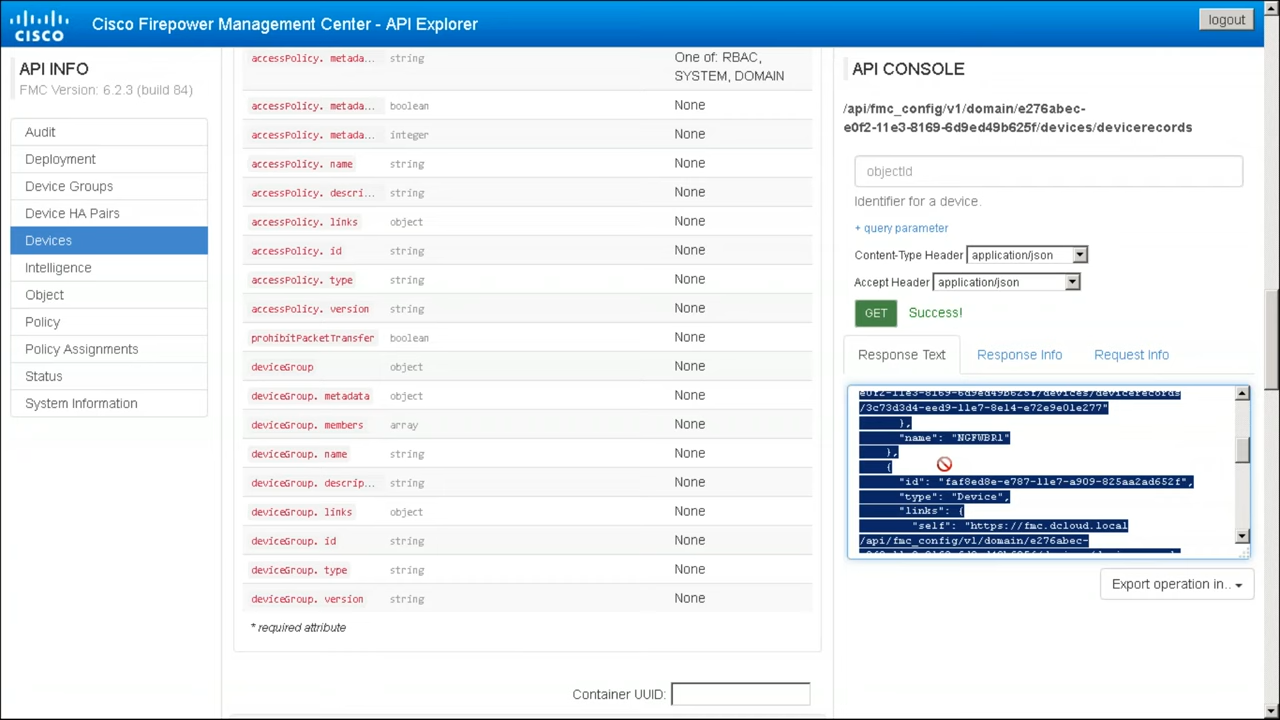 cisco
Cisco Firepower Management Center - API Explorer
logout
API INFO
FMC Version: 6.2.3 (build 84)
Audit
Deployment
Device Groups
Device HA Pairs
Devices
Intelligence
Object
Policy
Policy Assignments
Status
System Information
accessPolicy. metada... string One of: RBAC,
SYSTEM, DOMAIN
accessPolicy. metada... boolean None
accessPolicy. metada... integer None
accessPolicy. name string None
accessPolicy. descri... string None
accessPolicy. links object None
accessPolicy. id string None
accessPolicy. type string None
accessPolicy. version string None
prohibitPacketTransfer boolean None
deviceGroup object None
deviceGroup. metadata object None
deviceGroup. members array None
deviceGroup. name string None
deviceGroup. descrip... string None
deviceGroup. links object None
deviceGroup. id string None
deviceGroup. type string None
deviceGroup. version string None
* required attribute
Container UUID:
API CONSOLE
/api/fmc_config/v1/domain/e276abec-
e0f2-11e3-8169-6d9ed49b625f/devices/devicerecords
objectId
Identifier for a device.
+ query parameter
Content-Type Header application/json
Accept Header application/json
GET Success!
Response Text Response Info Request Info
e0f2-11e3-8169-6d9ed49b625f/devices/devicerecords
/3c73d3d4-eed9-11e7-8e14-e72e9e01e277"
},
"name": "NGFWBR1"
},
{
"id": "faf8ed8e-e787-11e7-a909-825aa2ad652f",
"type": "Device",
"links": {
"self": "https://fmc.dcloud.local
/api/fmc_config/v1/domain/e276abec-
Export operation in..